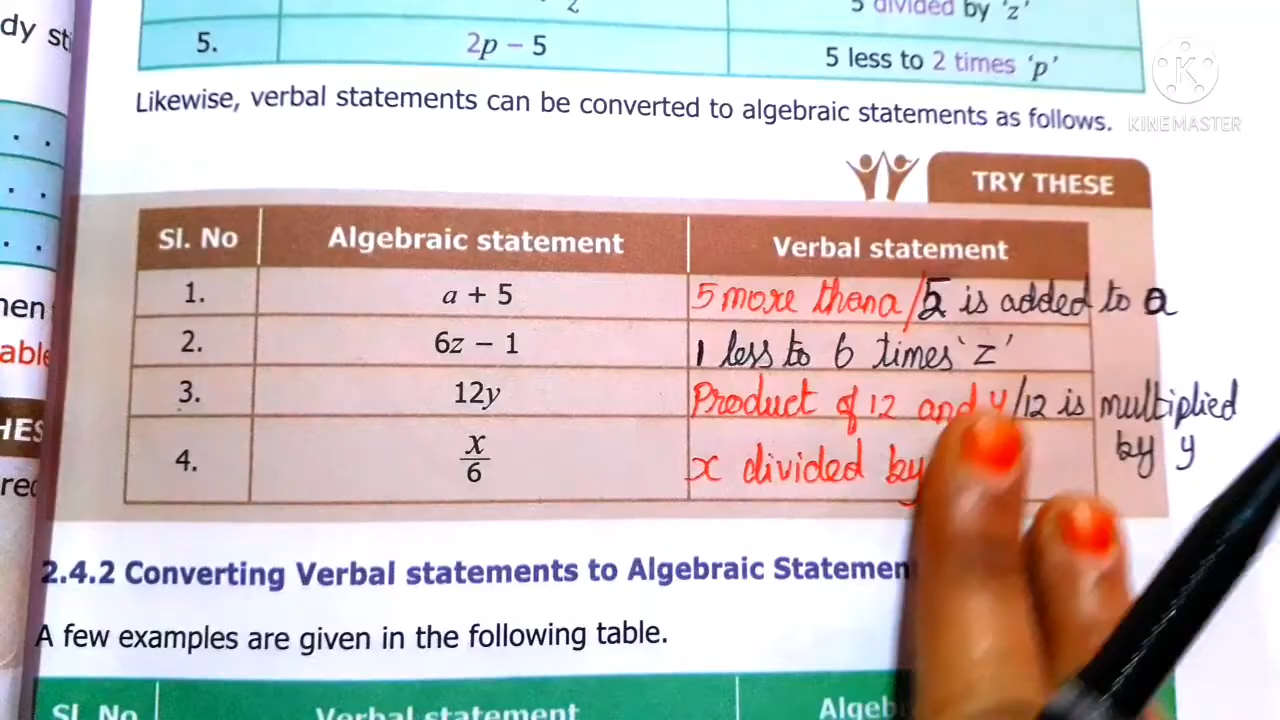 dy sti
5 divided by 'z'
5. 2p − 5 5 less to 2 times 'p'
Likewise, verbal statements can be converted to algebraic statements as follows.
KINEMASTER
TRY THESE
Sl. No Algebraic statement Verbal statement
1. a + 5 5 more than a/5 is added to a
2. 6z − 1 1 less to 6 times 'z'
3. 12y Product of 12 and y/12 is multiplied by y
4. x/6 x divided by
2.4.2 Converting Verbal statements to Algebraic Statemen
A few examples are given in the following table.
Sl. No Verbal statement Algeb